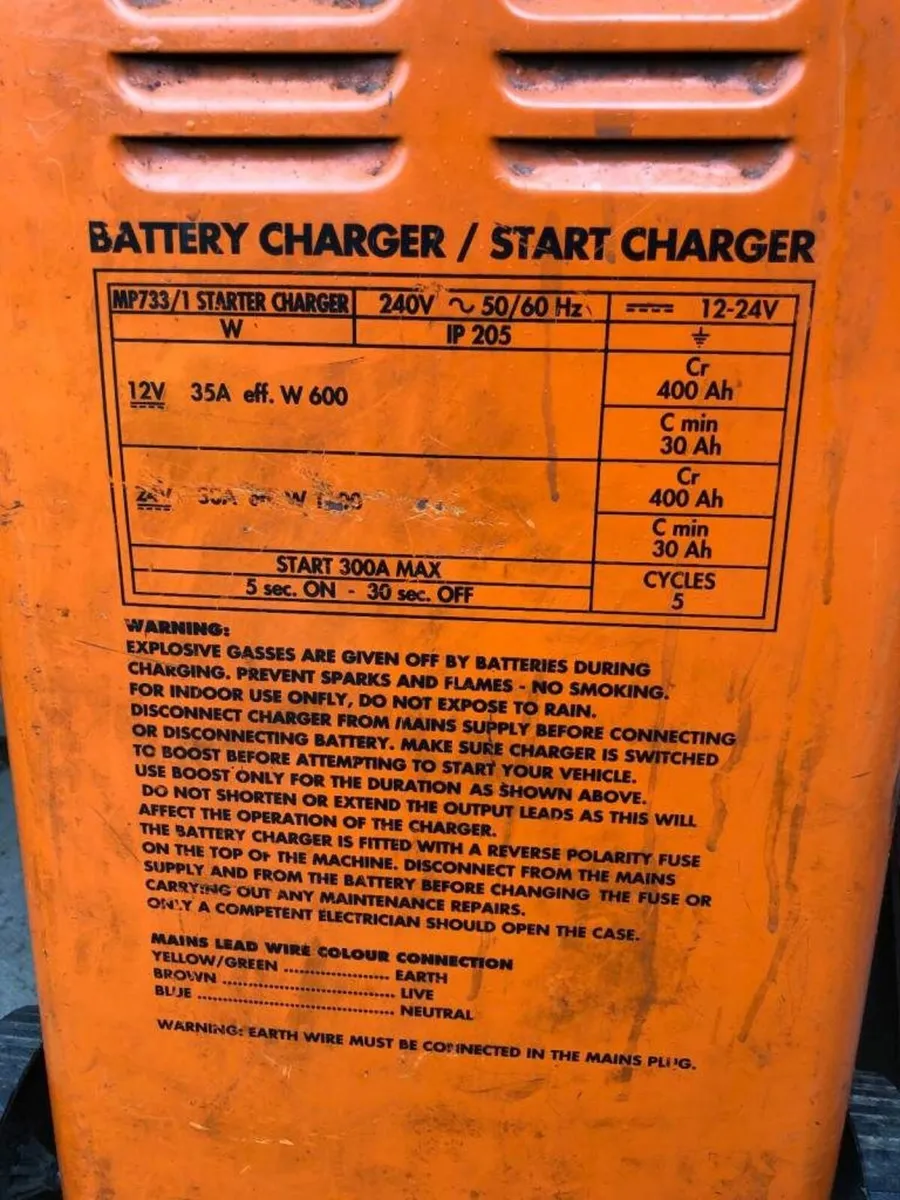 BATTERY CHARGER / START CHARGER
MP733/1 STARTER CHARGER 240V ~ 50/60 Hz 12-24V
W IP 205
12V 35A eff. W 600
Cr
400 Ah
C min
30 Ah
24V 30A W
Cr
400 Ah
C min
30 Ah
START 300A MAX
5 sec. ON - 30 sec. OFF
CYCLES
5
WARNING:
EXPLOSIVE GASSES ARE GIVEN OFF BY BATTERIES DURING
CHARGING. PREVENT SPARKS AND FLAMES - NO SMOKING.
FOR INDOOR USE ONFLY, DO NOT EXPOSE TO RAIN.
DISCONNECT CHARGER FROM MAINS SUPPLY BEFORE CONNECTING
OR DISCONNECTING BATTERY. MAKE SURE CHARGER IS SWITCHED
TO BOOST BEFORE ATTEMPTING TO START YOUR VEHICLE.
USE BOOST ONLY FOR THE DURATION AS SHOWN ABOVE.
DO NOT SHORTEN OR EXTEND THE OUTPUT LEADS AS THIS WILL
AFFECT THE OPERATION OF THE CHARGER.
THE BATTERY CHARGER IS FITTED WITH A REVERSE POLARITY FUSE
ON THE TOP OF THE MACHINE. DISCONNECT FROM THE MAINS
SUPPLY AND FROM THE BATTERY BEFORE CHANGING THE FUSE OR
CARRYING OUT ANY MAINTENANCE REPAIRS.
ONLY A COMPETENT ELECTRICIAN SHOULD OPEN THE CASE.
MAINS LEAD WIRE COLOUR CONNECTION
YELLOW/GREEN .................... EARTH
BROWN .................................. LIVE
BLUE ....................................... NEUTRAL
WARNING: EARTH WIRE MUST BE CONNECTED IN THE MAINS PLUG.